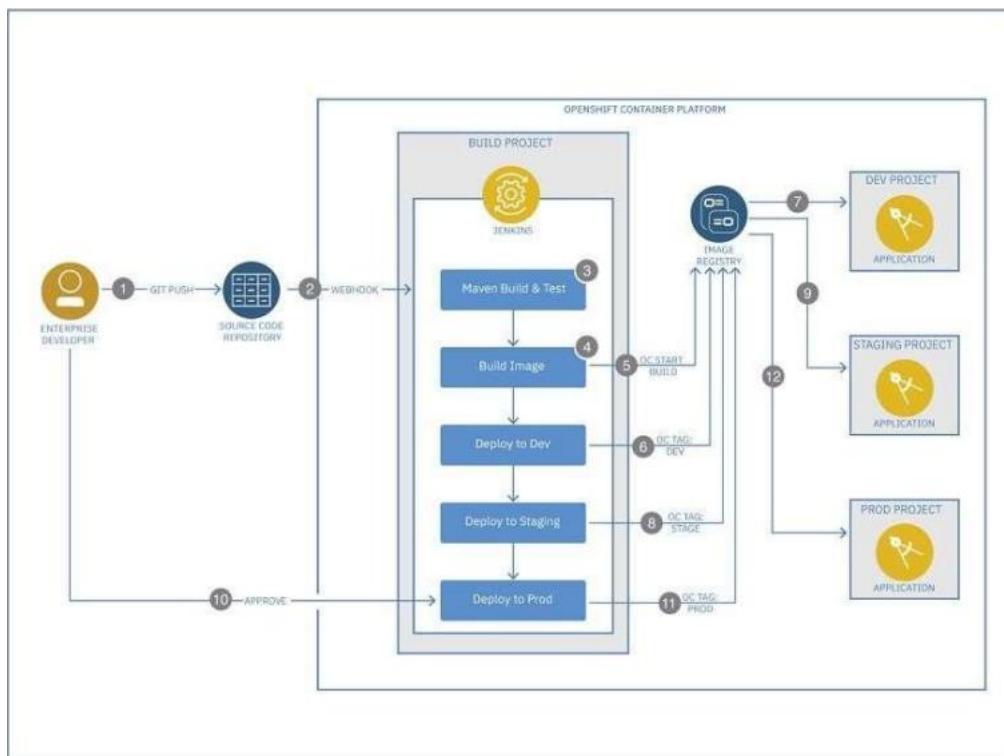 OPENSHIFT CONTAINER PLATFORM
BUILD PROJECT
JENKINS
3
Maven Build & Test
4
Build Image
Deploy to Dev
Deploy to Staging
Deploy to Prod
ENTERPRISE
DEVELOPER
1
GIT PUSH
SOURCE CODE
REPOSITORY
2
WEBHOOK
10
APPROVE
5
OC START
BUILD
6
OC TAG:
DEV
8
OC TAG:
STAGE
11
OC TAG:
PROD
IMAGE
REGISTRY
7
9
12
DEV PROJECT
APPLICATION
STAGING PROJECT
APPLICATION
PROD PROJECT
APPLICATION